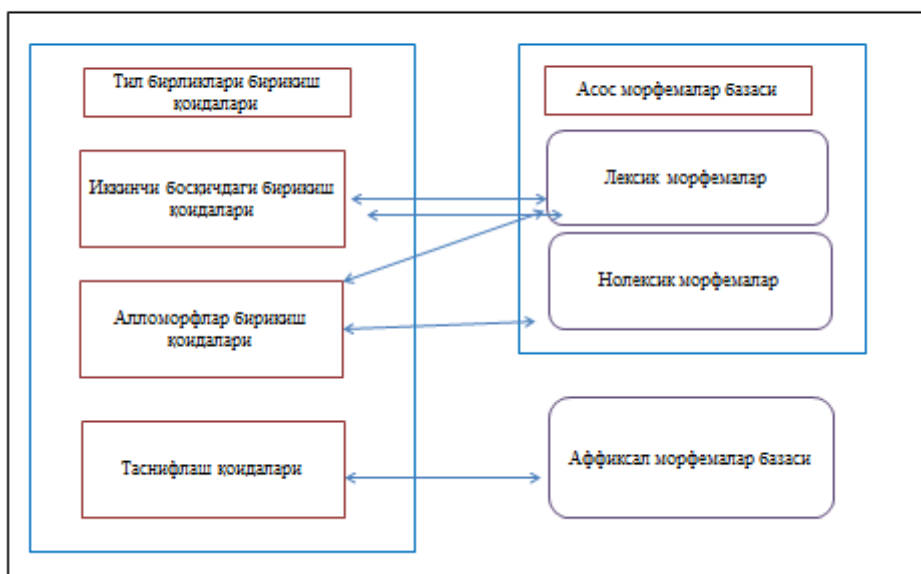 Тил бирликлари бирикиш
қоидалари
Иккинчи босқичдаги бирикиш
қоидалари
Алломорфлар бирикиш
қоидалари
Таснифлаш қоидалари
Асос морфемалар базаси
Лексик морфемалар
Нолексик морфемалар
Аффиксал морфемалар базаси